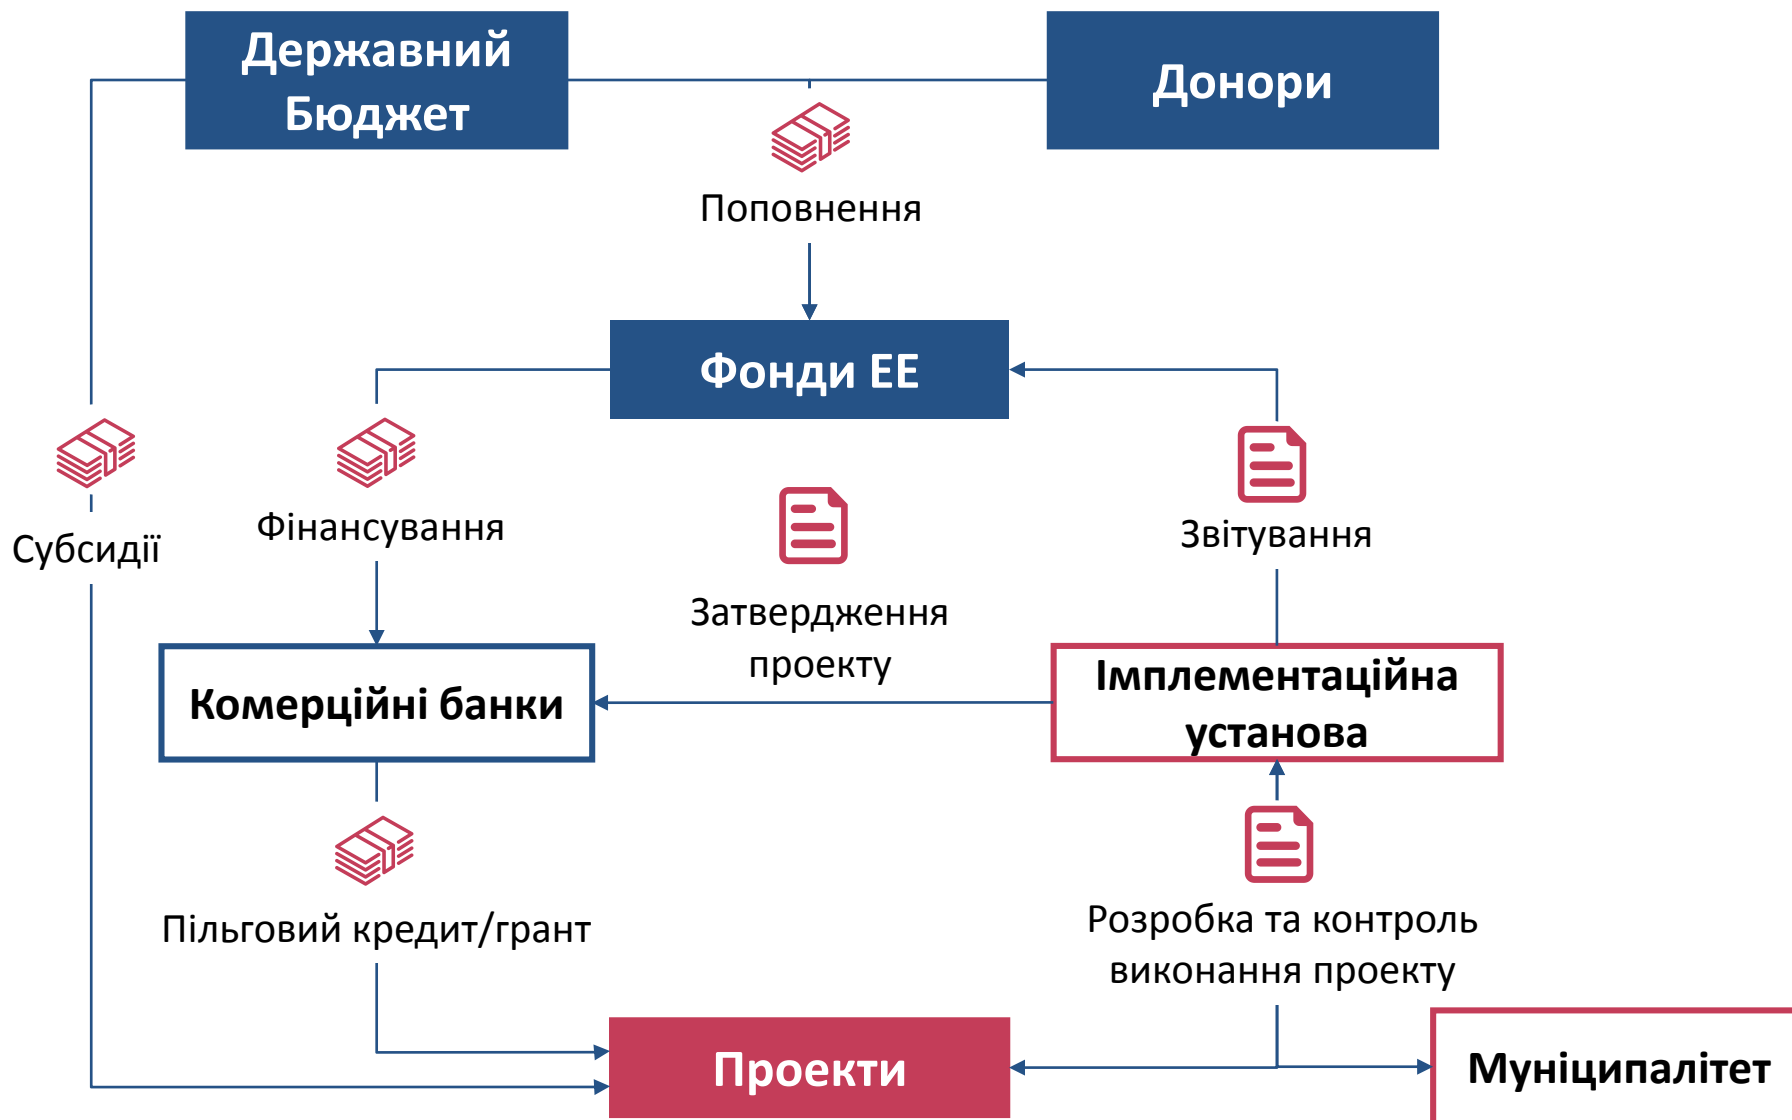 Державний
Бюджет
Донори
Поповнення
Фонди ЕЕ
Субсидії
Фінансування
Затвердження
проекту
Звітування
Комерційні банки
Імплементаційна
установа
Пільговий кредит/грант
Розробка та контроль
виконання проекту
Проекти
Муніципалітет